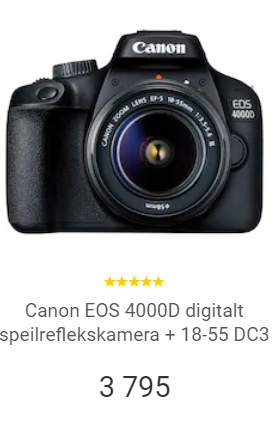 Canon
EOS
4000D
CANON ZOOM LENS EF-S 18-55mm 1:3.5-5.6 III
Φ58mm
Canon EOS 4000D digitalt
speilreflekskamera + 18-55 DC3
3 795